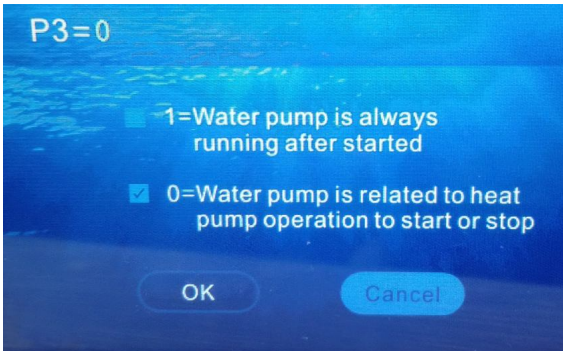 P3=0
1=Water pump is always
running after started
0=Water pump is related to heat
pump operation to start or stop
OK
Cancel